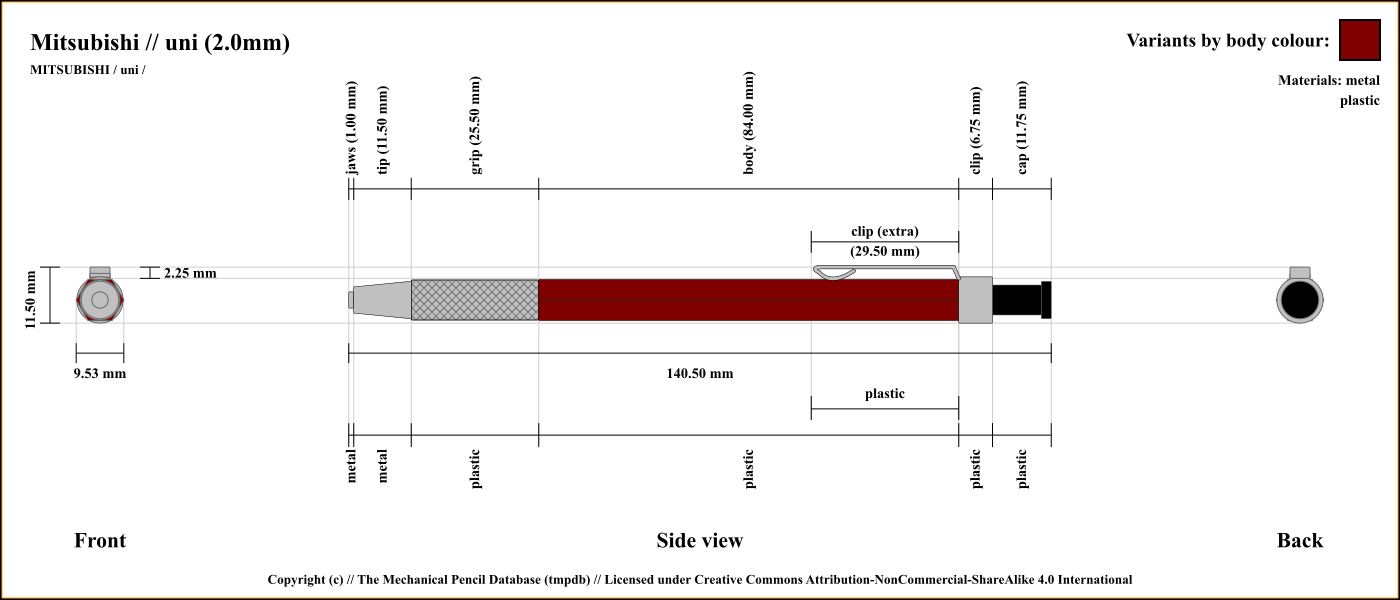 Mitsubishi // uni (2.0mm)
MITSUBISHI / uni /
Variants by body colour:
Materials: metal
plastic
jaws (1.00 mm)
tip (11.50 mm)
grip (25.50 mm)
body (84.00 mm)
clip (6.75 mm)
cap (11.75 mm)
clip (extra)
(29.50 mm)
2.25 mm
11.50 mm
9.53 mm
140.50 mm
plastic
metal
metal
plastic
plastic
plastic
plastic
Front
Side view
Back
Copyright (c) // The Mechanical Pencil Database (tmpdb) // Licensed under Creative Commons Attribution-NonCommercial-ShareAlike 4.0 International